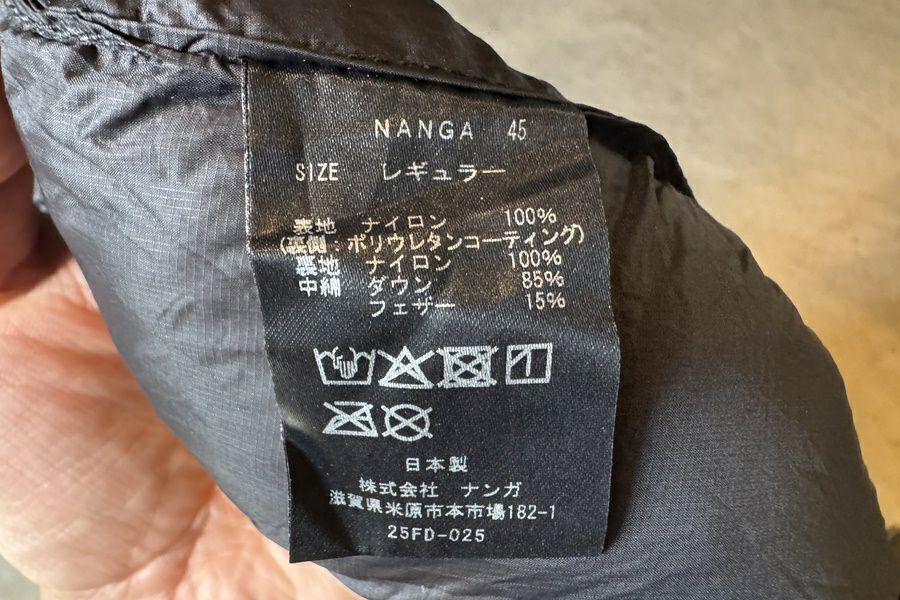 NANGA 45
SIZE レギュラー
表地 ナイロン 100%
(裏側:ポリウレタンコーティング)
裏地 ナイロン 100%
中綿 ダウン 85%
フェザー 15%
日本製
株式会社 ナンガ
滋賀県米原市本市場182-1
25FD-025